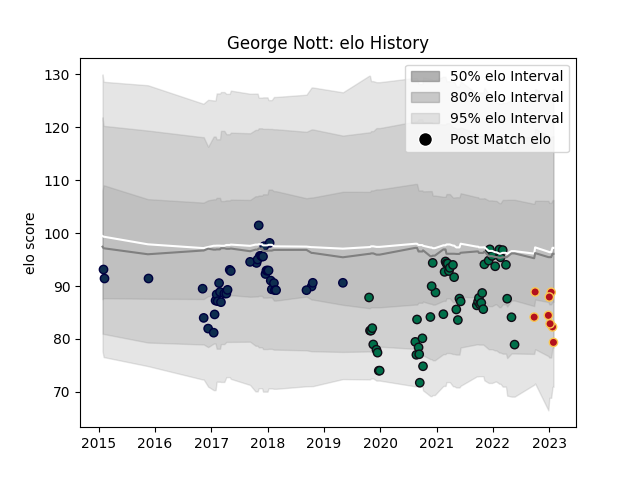 George Nott: elo History
130
120
110
100
90
80
70
elo score
50% elo Interval
80% elo Interval
95% elo Interval
Post Match elo
2015
2016
2017
2018
2019
2020
2021
2022
2023